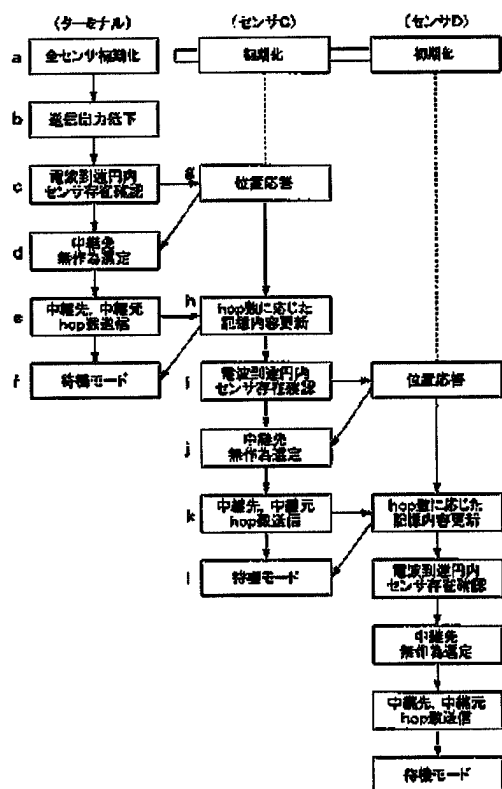 (ターミナル)
(センサC)
(センサD)
a
全センサ初期化
初期化
初期化
b
送信出力低下
c
電波到達円内
センサ存在確認
g
位置応答
d
中継先
無作為選定
e
中継先, 中継元
hop数送信
h
hop数に応じた
記憶内容更新
f
待機モード
i
電波到達円内
センサ存在確認
位置応答
j
中継先
無作為選定
k
中継先, 中継元
hop数送信
hop数に応じた
記憶内容更新
l
待機モード
電波到達円内
センサ存在確認
中継先
無作為選定
中継先, 中継元
hop数送信
待機モード